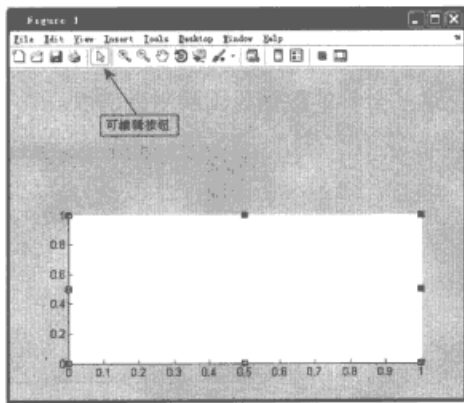 Figure 1
File Edit View Insert Tools Desktop Window Help
可编辑按钮
1
0.8
0.6
0.4
0.2
0
0 0.1 0.2 0.3 0.4 0.5 0.6 0.7 0.8 0.9 1